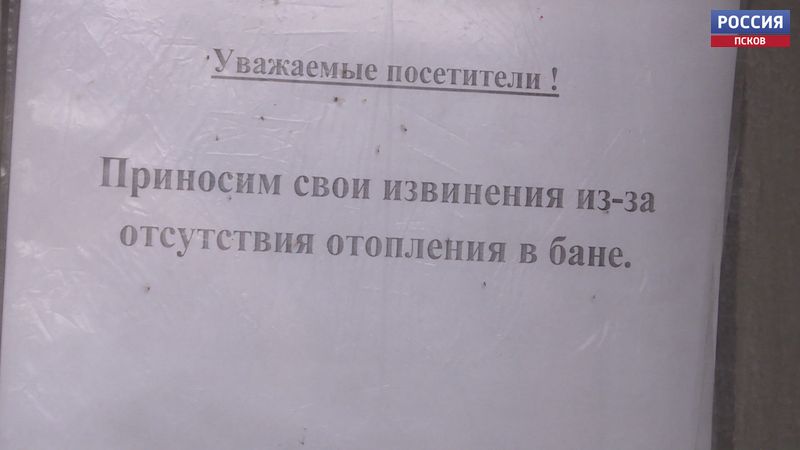 РОССИЯ
ПСКОВ
Уважаемые посетители !
Приносим свои извинения из-за
отсутствия отопления в бане.